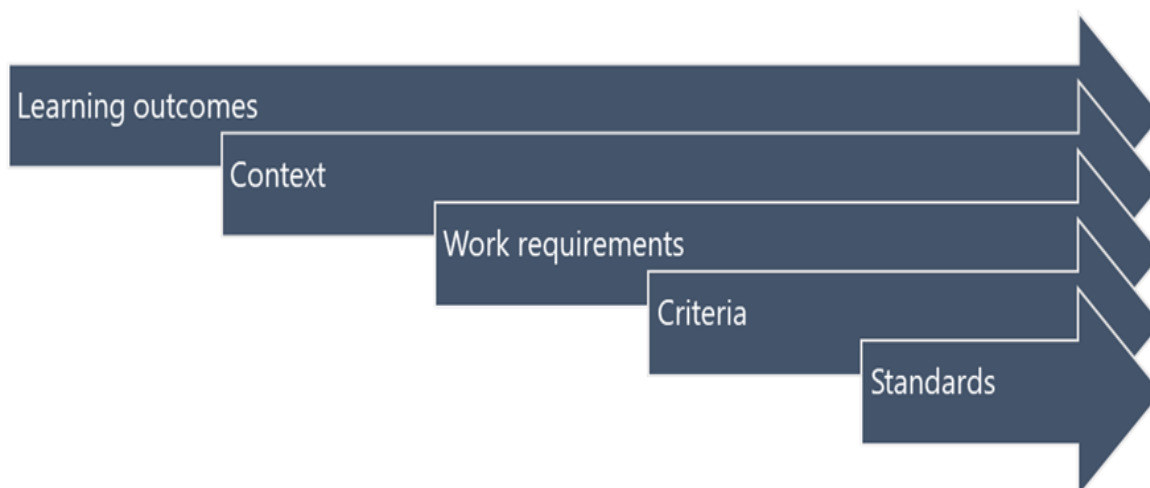 Learning outcomes
Context
Work requirements
Criteria
Standards